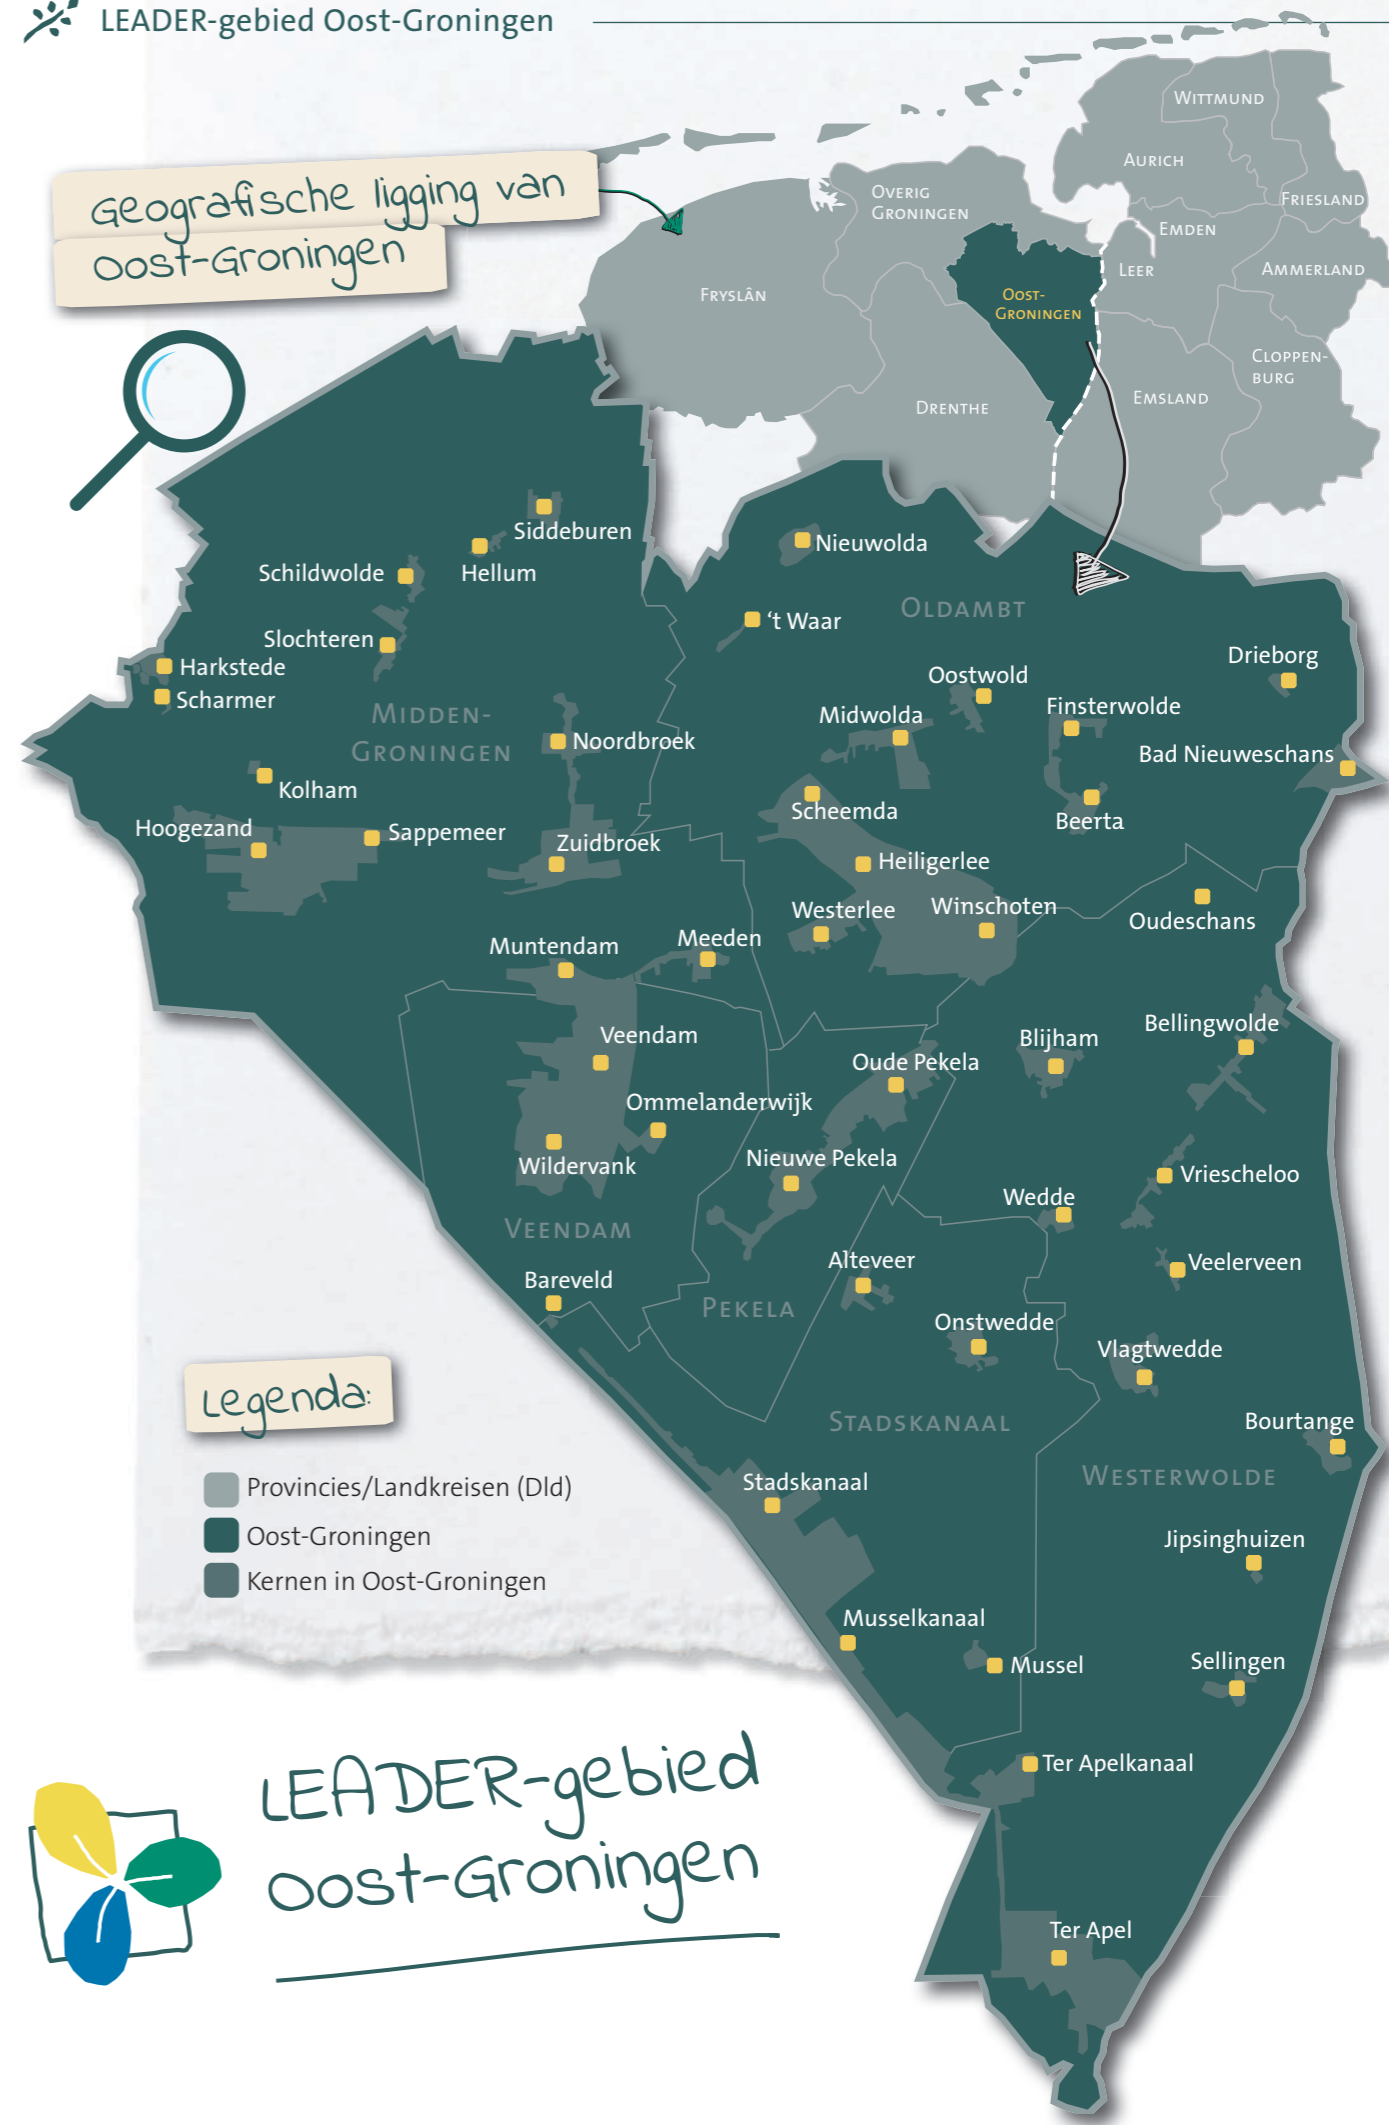 LEADER-gebied Oost-Groningen
WITTMUND
AURICH
FRIESLAND
OVERIG
GRONINGEN
EMDEN
LEER
AMMERLAND
FRYSLÂN
OOST-
GRONINGEN
CLOPPEN-
BURG
EMSLAND
DRENTHE
Geografische ligging van
Oost-Groningen
Siddeburen
Nieuwolda
Schildwolde
Hellum
OLDAMBT
't Waar
Slochteren
Drieborg
Harkstede
Oostwold
Scharmer
Finsterwolde
MIDDEN-
GRONINGEN
Midwolda
Noordbroek
Bad Nieuweschans
Kolham
Scheemda
Beerta
Hoogezand
Sappemeer
Zuidbroek
Heiligerlee
Westerlee
Winschoten
Oudeschans
Muntendam
Meeden
Bellingwolde
Veendam
Blijham
Oude Pekela
Ommelanderwijk
Nieuwe Pekela
Wildervank
Vriescheloo
Wedde
VEENDAM
Alteveer
Veelerveen
Bareveld
PEKELA
Onstwedde
Vlagtwedde
STADSKANAAL
Bourtange
WESTERWOLDE
Stadskanaal
Jipsinghuizen
Musselkanaal
Mussel
Sellingen
Ter Apelkanaal
Ter Apel
Legenda:
Provincies/Landkreisen (Dld)
Oost-Groningen
Kernen in Oost-Groningen
LEADER-gebied
Oost-Groningen